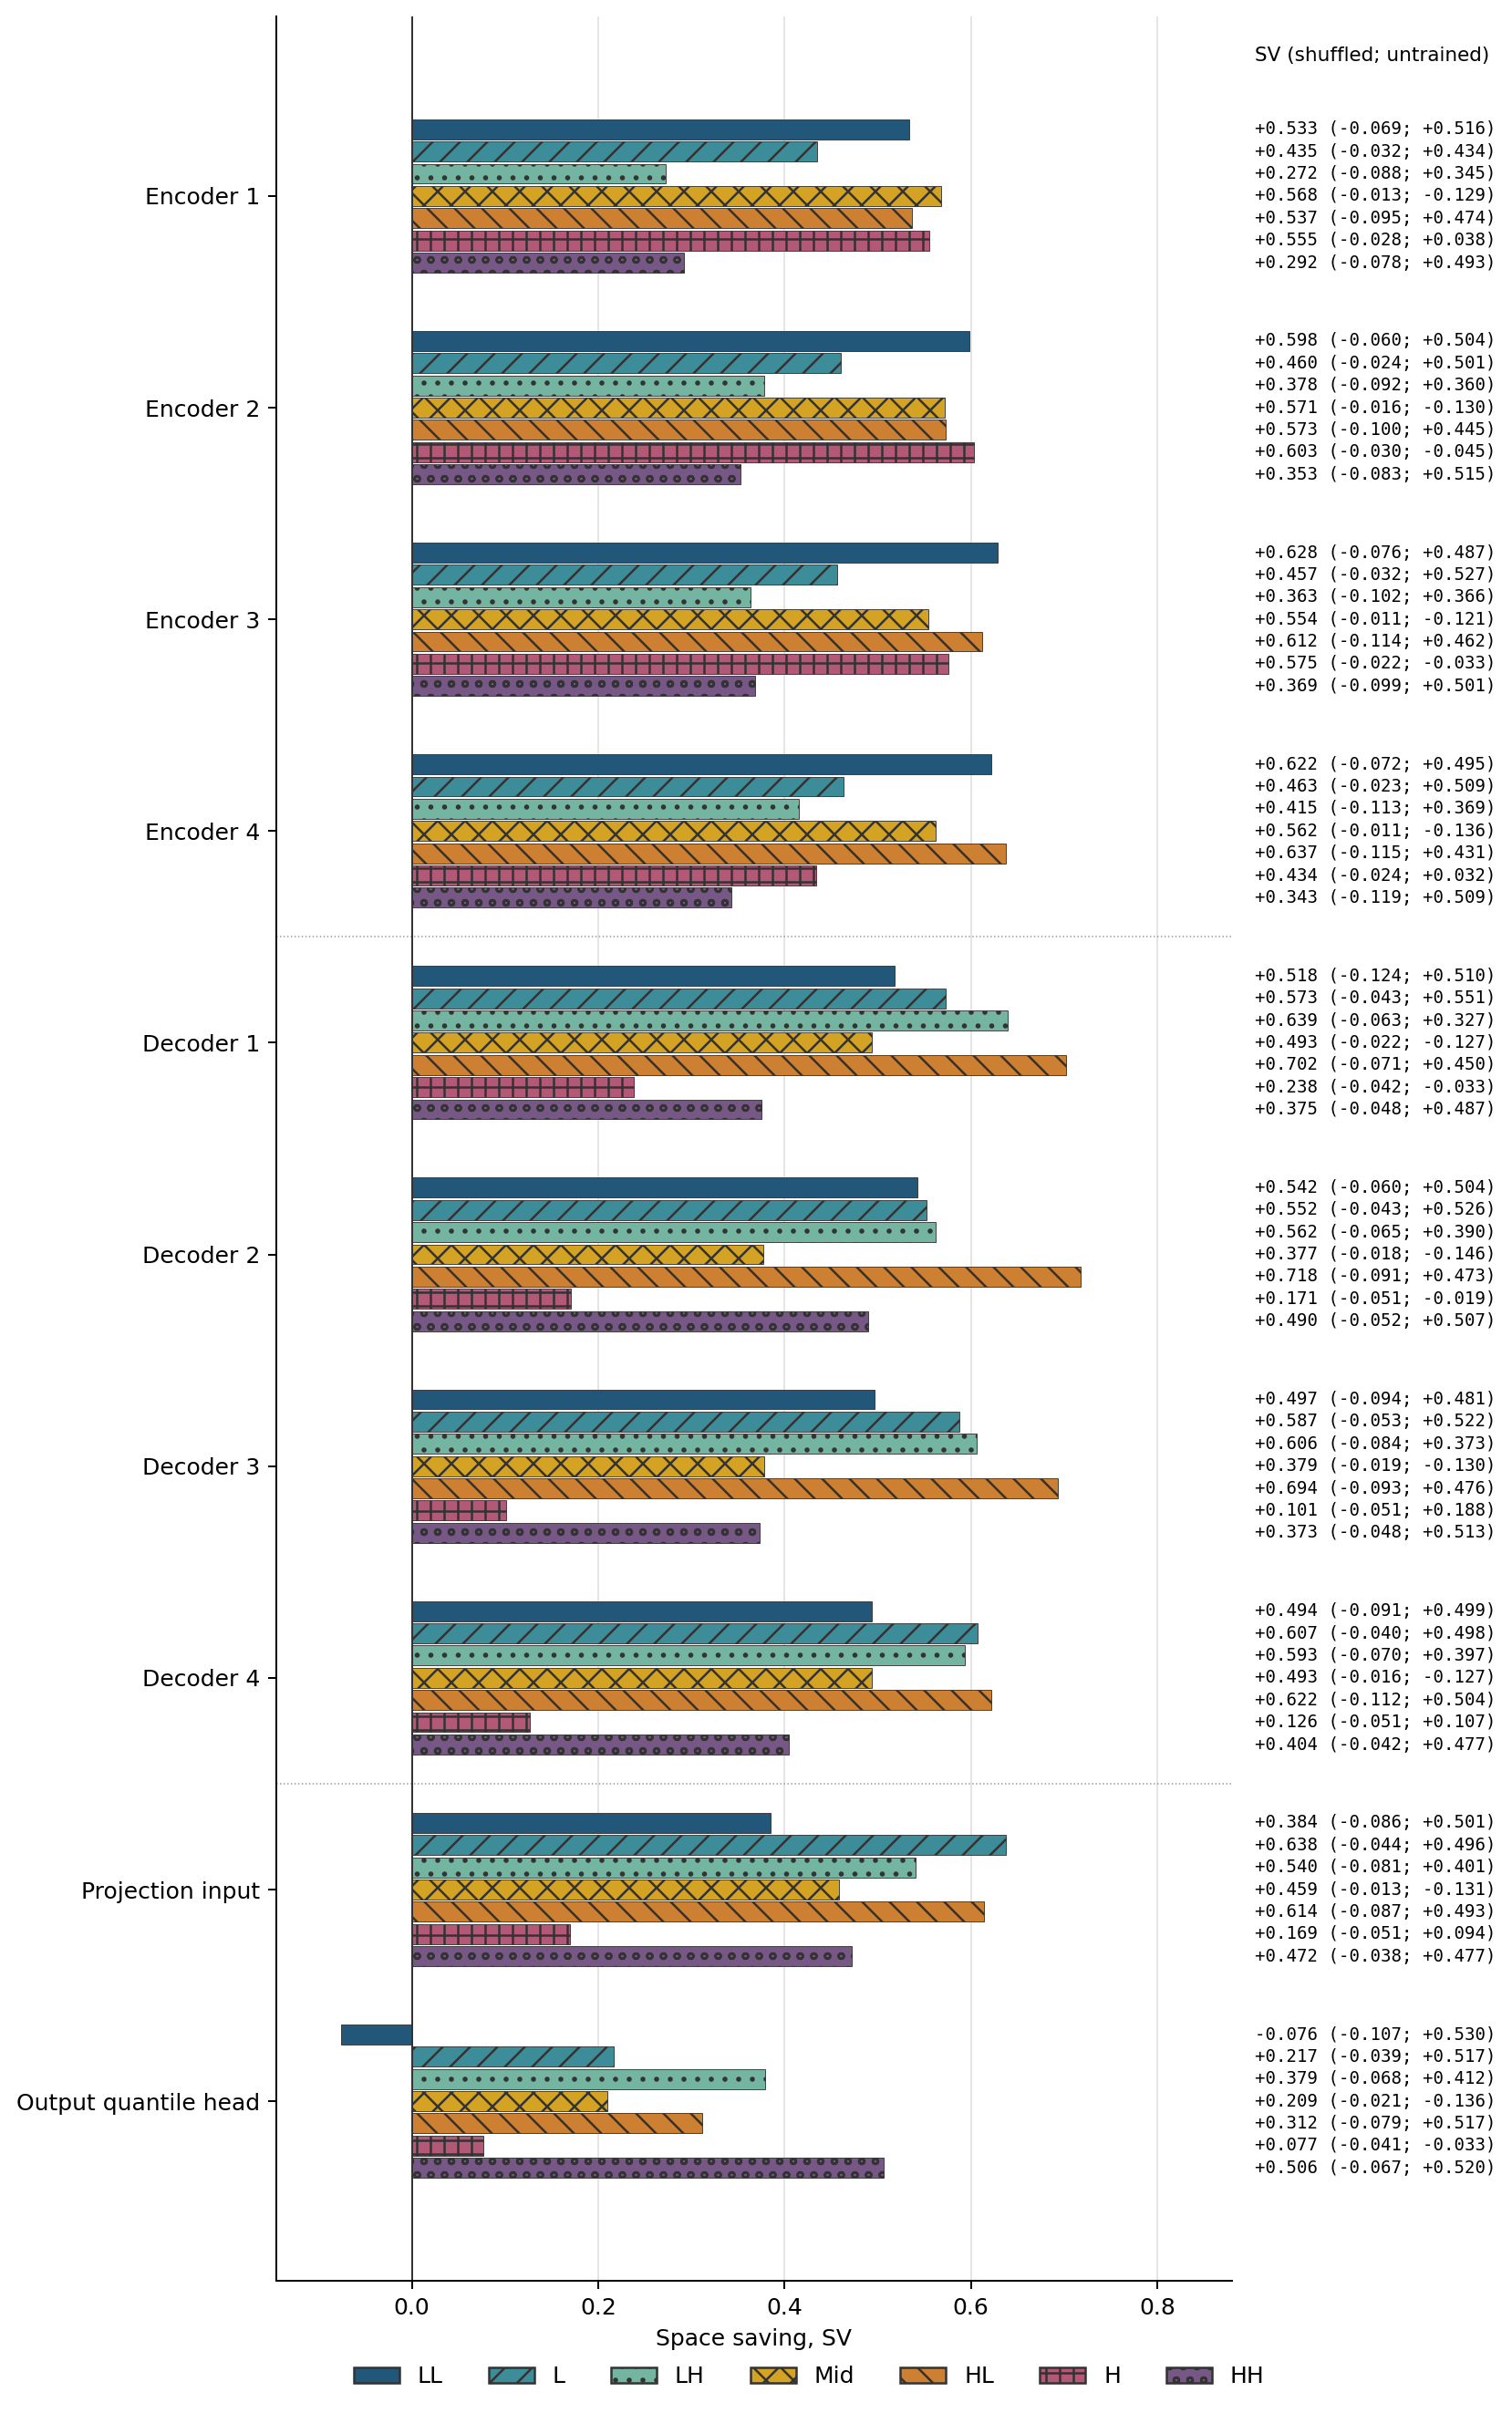 SV (shuffled; untrained)
Encoder 1
+0.533 (-0.069; +0.516)
+0.435 (-0.032; +0.434)
+0.272 (-0.088; +0.345)
+0.568 (-0.013; -0.129)
+0.537 (-0.095; +0.474)
+0.555 (-0.028; +0.038)
+0.292 (-0.078; +0.493)
Encoder 2
+0.598 (-0.060; +0.504)
+0.460 (-0.024; +0.501)
+0.378 (-0.092; +0.360)
+0.571 (-0.016; -0.130)
+0.573 (-0.100; +0.445)
+0.603 (-0.030; -0.045)
+0.353 (-0.083; +0.515)
Encoder 3
+0.628 (-0.076; +0.487)
+0.457 (-0.032; +0.527)
+0.363 (-0.102; +0.366)
+0.554 (-0.011; -0.121)
+0.612 (-0.114; +0.462)
+0.575 (-0.022; -0.033)
+0.369 (-0.099; +0.501)
Encoder 4
+0.622 (-0.072; +0.495)
+0.463 (-0.023; +0.509)
+0.415 (-0.113; +0.369)
+0.562 (-0.011; -0.136)
+0.637 (-0.115; +0.431)
+0.434 (-0.024; +0.032)
+0.343 (-0.119; +0.509)
Decoder 1
+0.518 (-0.124; +0.510)
+0.573 (-0.043; +0.551)
+0.639 (-0.063; +0.327)
+0.493 (-0.022; -0.127)
+0.702 (-0.071; +0.450)
+0.238 (-0.042; -0.033)
+0.375 (-0.048; +0.487)
Decoder 2
+0.542 (-0.060; +0.504)
+0.552 (-0.043; +0.526)
+0.562 (-0.065; +0.390)
+0.377 (-0.018; -0.146)
+0.718 (-0.091; +0.473)
+0.171 (-0.051; -0.019)
+0.490 (-0.052; +0.507)
Decoder 3
+0.497 (-0.094; +0.481)
+0.587 (-0.053; +0.522)
+0.606 (-0.084; +0.373)
+0.379 (-0.019; -0.130)
+0.694 (-0.093; +0.476)
+0.101 (-0.051; +0.188)
+0.373 (-0.048; +0.513)
Decoder 4
+0.494 (-0.091; +0.499)
+0.607 (-0.040; +0.498)
+0.593 (-0.070; +0.397)
+0.493 (-0.016; -0.127)
+0.622 (-0.112; +0.504)
+0.126 (-0.051; +0.107)
+0.404 (-0.042; +0.477)
Projection input
+0.384 (-0.086; +0.501)
+0.638 (-0.044; +0.496)
+0.540 (-0.081; +0.401)
+0.459 (-0.013; -0.131)
+0.614 (-0.087; +0.493)
+0.169 (-0.051; +0.094)
+0.472 (-0.038; +0.477)
Output quantile head
-0.076 (-0.107; +0.530)
+0.217 (-0.039; +0.517)
+0.379 (-0.068; +0.412)
+0.209 (-0.021; -0.136)
+0.312 (-0.079; +0.517)
+0.077 (-0.041; -0.033)
+0.506 (-0.067; +0.520)
0.0 0.2 0.4 0.6 0.8
Space saving, SV
LL L LH Mid HL H HH